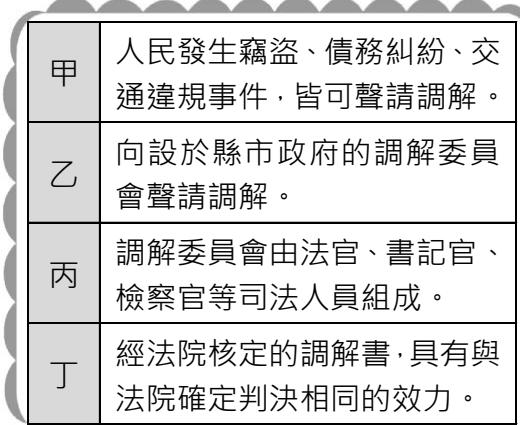 甲
人民發生竊盜、債務糾紛、交
通違規事件，皆可聲請調解。
乙
向設於縣市政府的調解委員
會聲請調解。
丙
調解委員會由法官、書記官、
檢察官等司法人員組成。
丁
經法院核定的調解書，具有與
法院確定判決相同的效力。